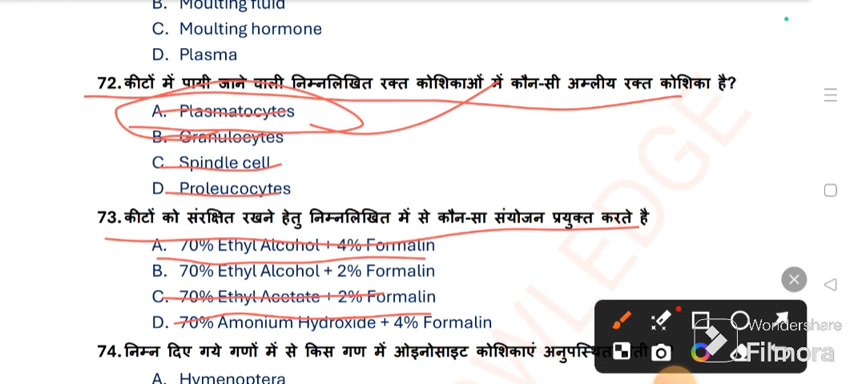 B. Moulting fluid
C. Moulting hormone
D. Plasma
72. कीटों में पायी जाने वाली निम्नलिखित रक्त कोशिकाओं में कौन-सी अम्लीय रक्त कोशिका है?
A. Plasmatocytes
B. Granulocytes
C. Spindle cell
D. Proleucocytes
73. कीटों को संरक्षित रखने हेतु निम्नलिखित में से कौन-सा संयोजन प्रयुक्त करते है
A. 70% Ethyl Alcohol + 4% Formalin
B. 70% Ethyl Alcohol + 2% Formalin
C. 70% Ethyl Acetate + 2% Formalin
D. 70% Amonium Hydroxide + 4% Formalin
74. निम्न दिए गये गणों में से किस गण में ओइनोसाइट कोशिकाएं
A. Hymenoptera
Wondershare
Filmora